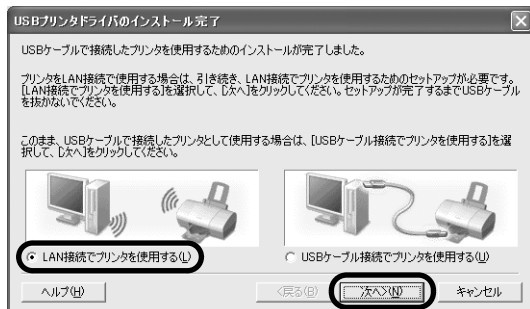 USBプリンタドライバのインストール完了
USBケーブルで接続したプリンタを使用するためのインストールが完了しました。
プリンタをLAN接続で使用する場合は、引き続き、LAN接続でプリンタを使用するためのセットアップが必要です。
[LAN接続でプリンタを使用する]を選択して、[次へ]をクリックしてください。セットアップが完了するまでUSBケーブル
を抜かないでください。
このまま、USBケーブルで接続したプリンタとして使用する場合は、[USBケーブル接続でプリンタを使用する]を選
択して、[次へ]をクリックしてください。
LAN接続でプリンタを使用する(L)
USBケーブル接続でプリンタを使用する(U)
ヘルプ(H)
<戻る(B)
次へ>(N)
キャンセル